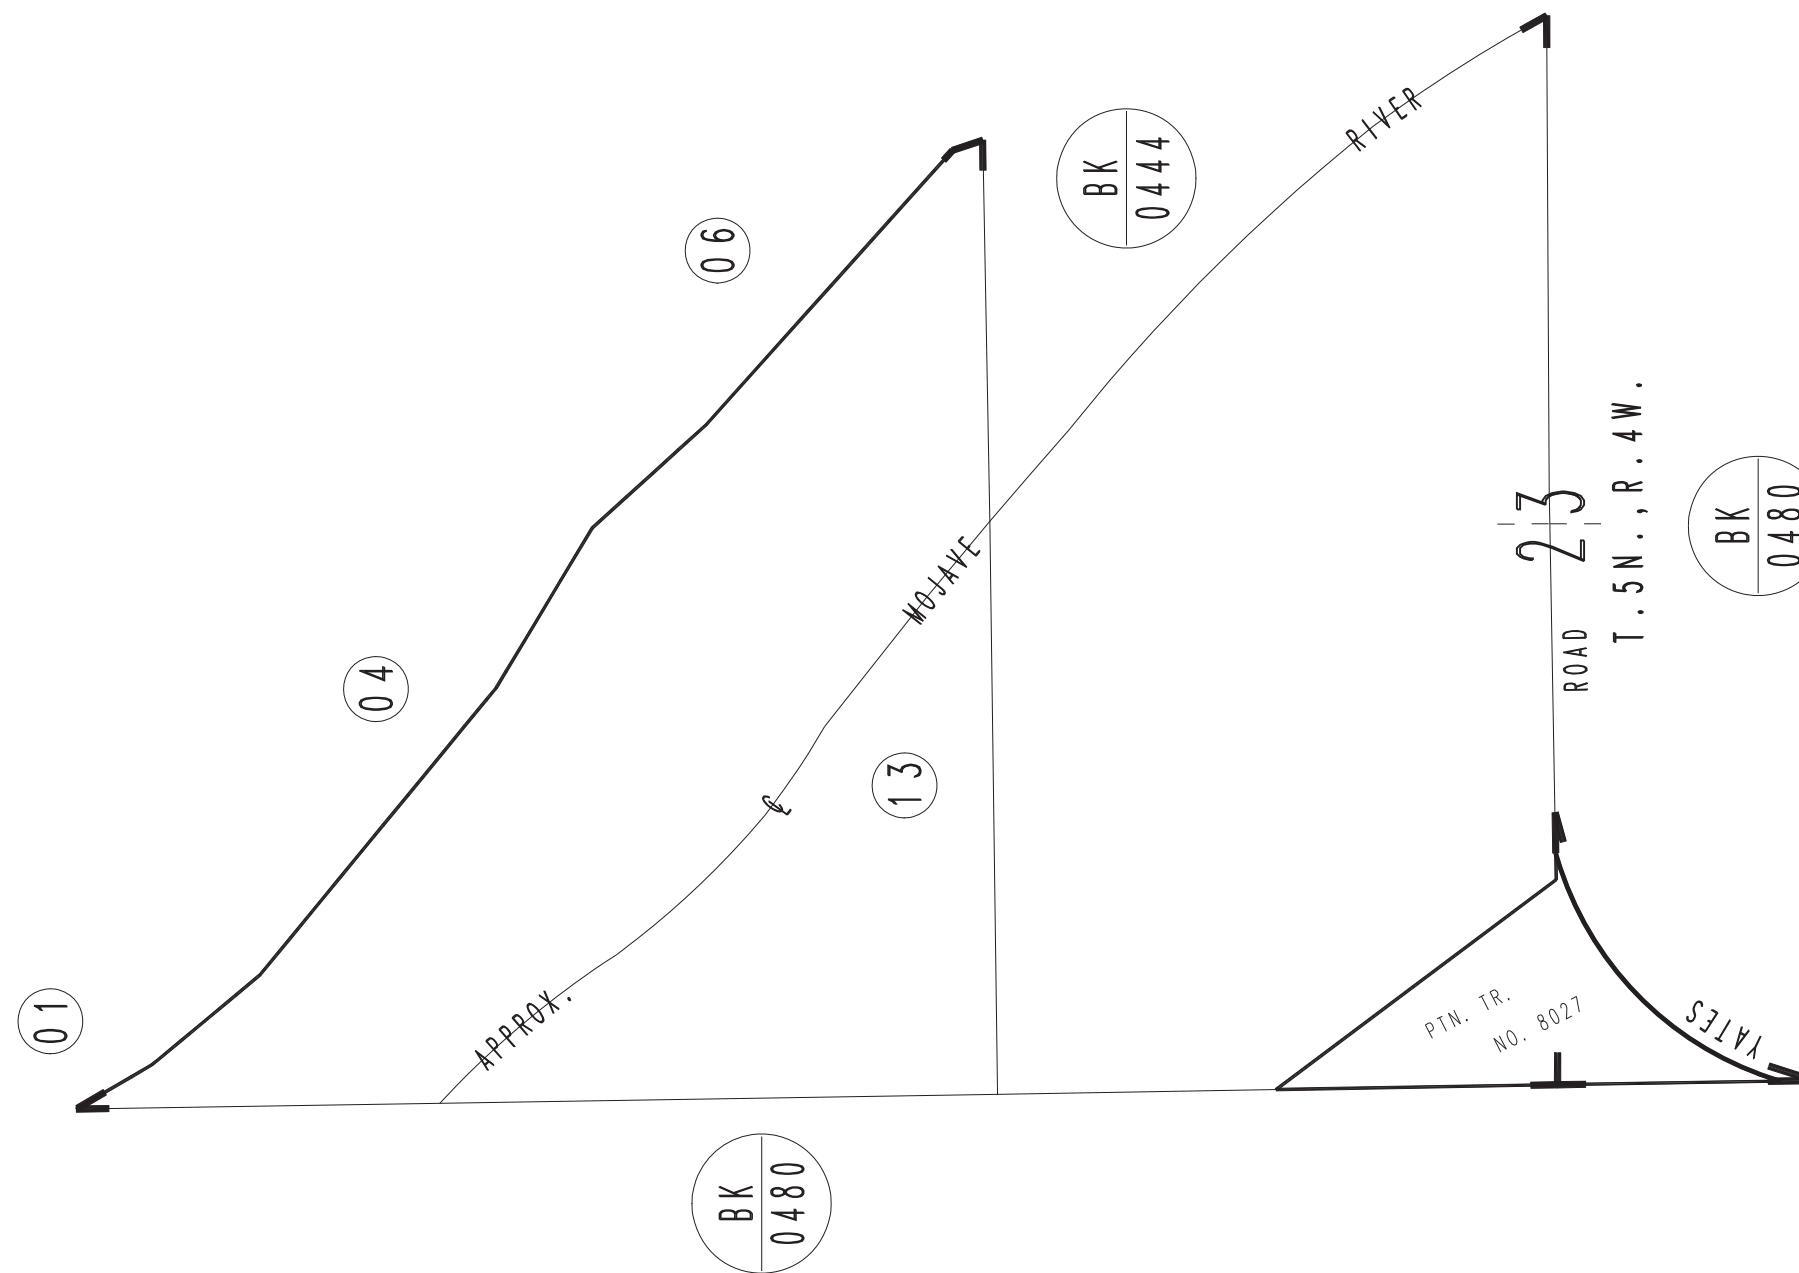 01
04
06
BK
0444
APPROX.
℄
MOJAVE
RIVER
13
23
T.5N.,R.4W.
ROAD
YATES
PTN. TR.
NO. 8027
BK
0480
BK
0480